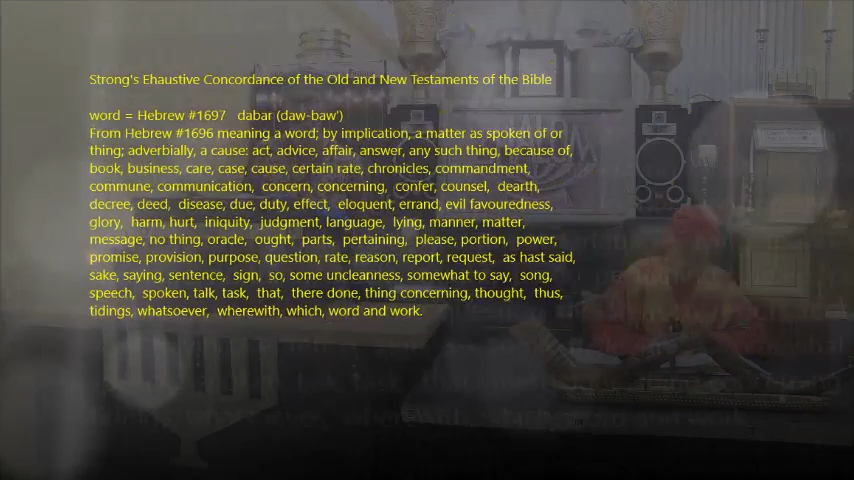 Strong's Ehaustive Concordance of the Old and New Testaments of the Bible
word = Hebrew #1697 dabar (daw-baw')
From Hebrew #1696 meaning a word; by implication, a matter as spoken of or
thing; adverbially, a cause: act, advice, affair, answer, any such thing, because of,
book, business, care, case, cause, certain rate, chronicles, commandment,
commune, communication, concern, concerning, confer, counsel, dearth,
decree, deed, disease, due, duty, effect, eloquent, errand, evil favouredness,
glory, harm, hurt, iniquity, judgment, language, lying, manner, matter,
message, no thing, oracle, ought, parts, pertaining, please, portion, power,
promise, provision, purpose, question, rate, reason, report, request, as hast said,
sake, saying, sentence, sign, so, some uncleanness, somewhat to say, song,
speech, spoken, talk, task, that, there done, thing concerning, thought, thus,
tidings, whatsoever, wherewith, which, word and work.